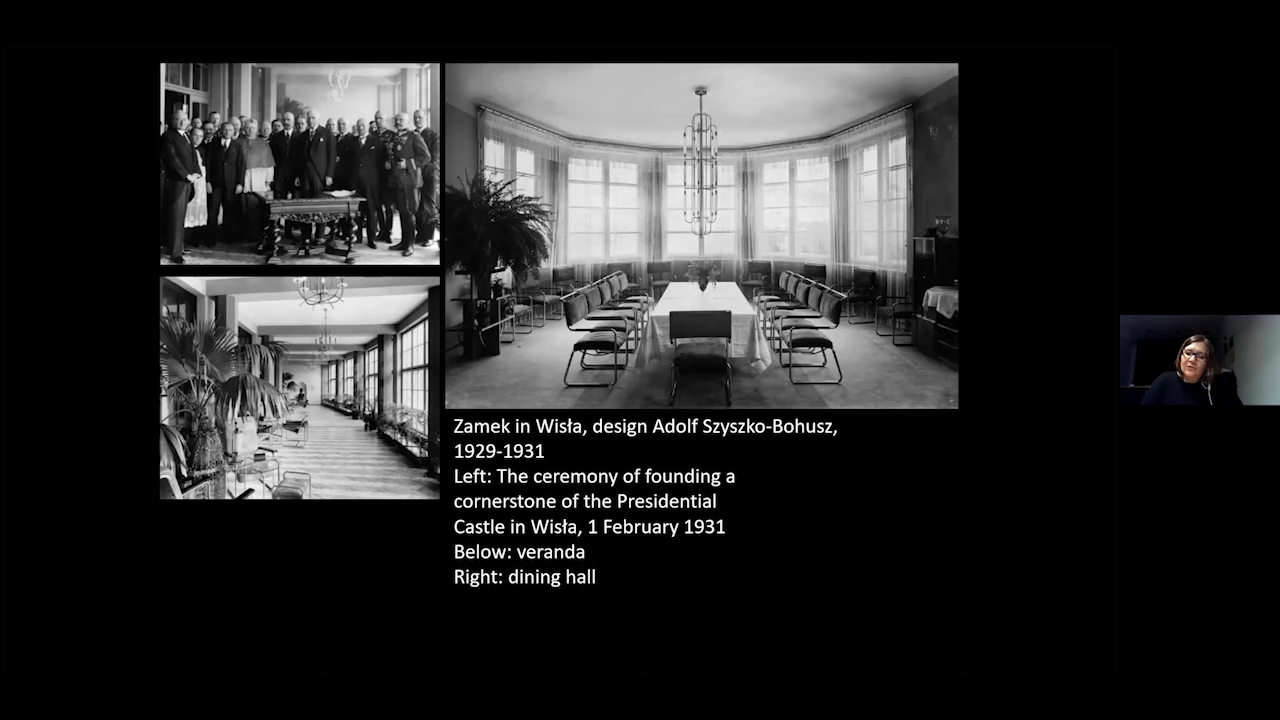 Zamek in Wisła, design Adolf Szyszko-Bohusz,
1929-1931
Left: The ceremony of founding a
cornerstone of the Presidential
Castle in Wisła, 1 February 1931
Below: veranda
Right: dining hall